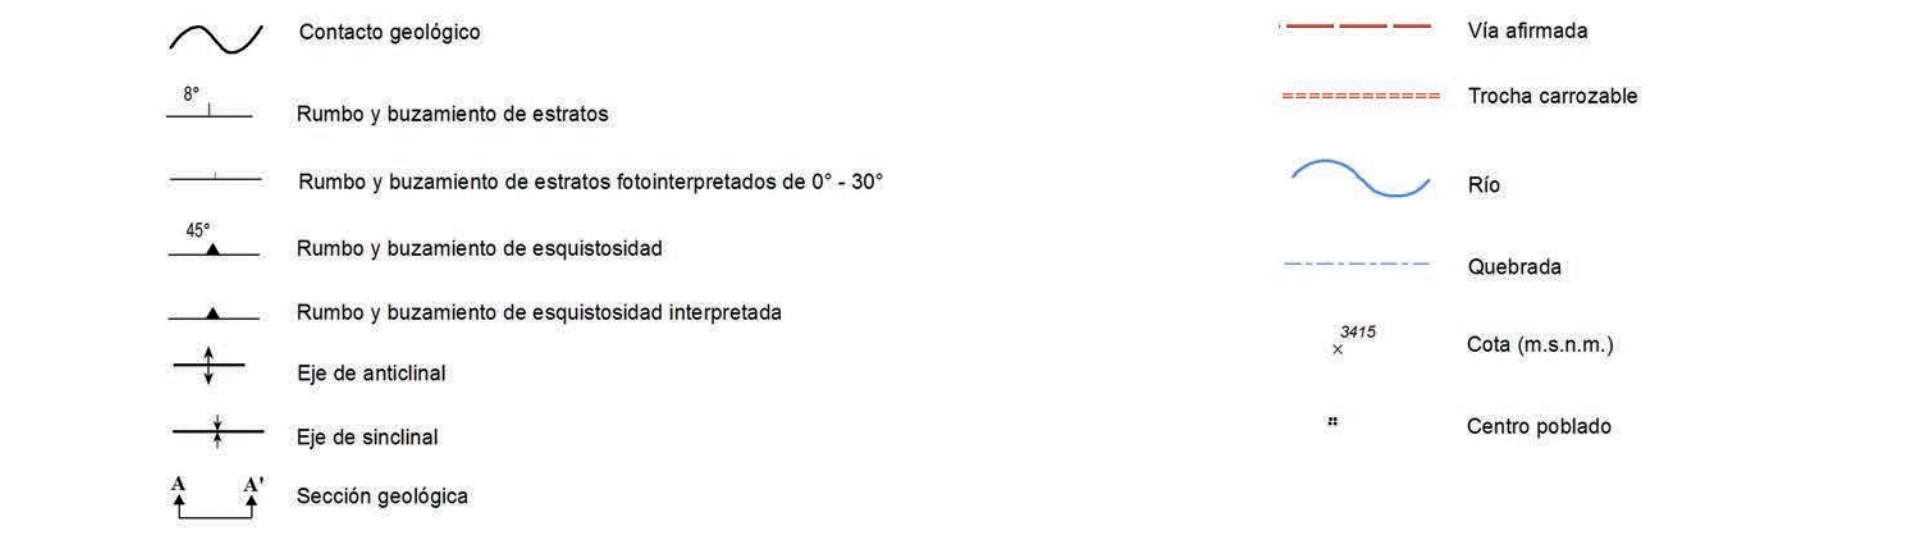 Contacto geológico
8°
Rumbo y buzamiento de estratos
Rumbo y buzamiento de estratos fotointerpretados de 0° - 30°
45°
Rumbo y buzamiento de esquistosidad
Rumbo y buzamiento de esquistosidad interpretada
Eje de anticlinal
Eje de sinclinal
A A'
Sección geológica
Vía afirmada
Trocha carrozable
Río
Quebrada
3415
Cota (m.s.n.m.)
Centro poblado